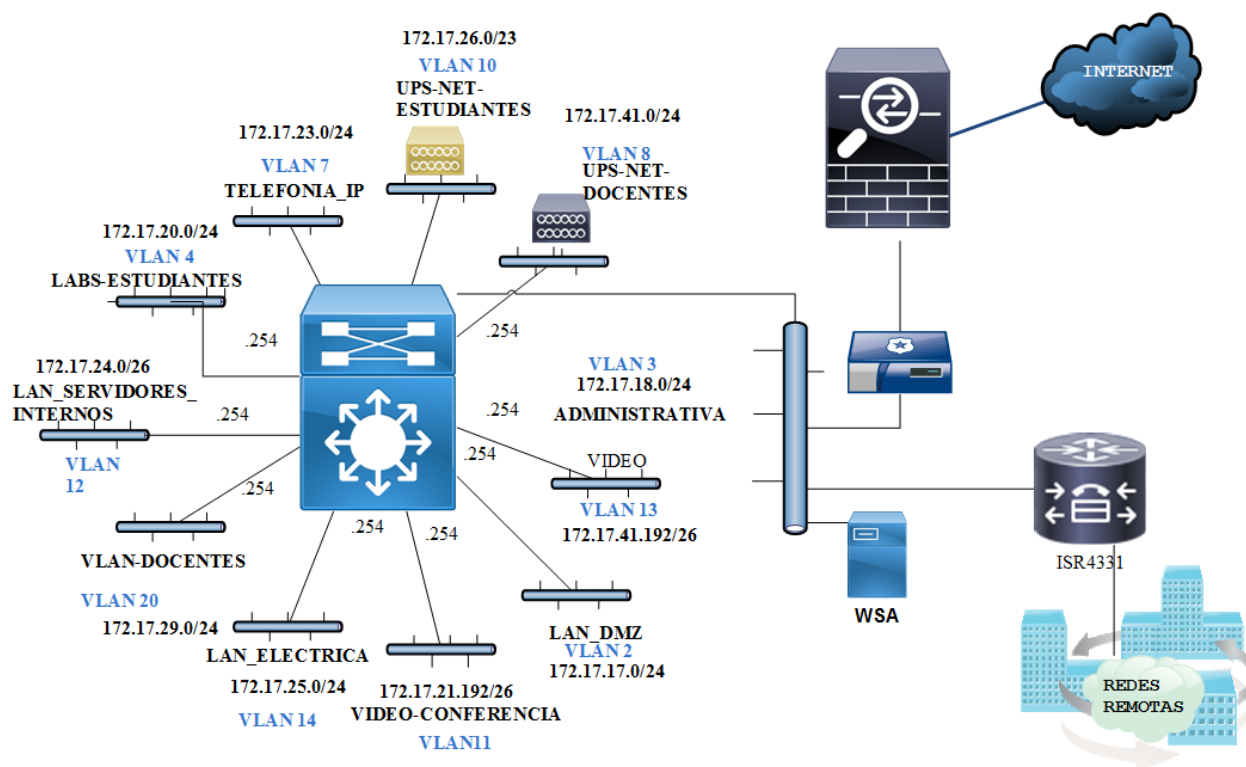 172.17.26.0/23
VLAN 10
UPS-NET-
ESTUDIANTES
172.17.41.0/24
VLAN 8
UPS-NET-
DOCENTES
172.17.23.0/24
VLAN 7
TELEFONIA_IP
172.17.20.0/24
VLAN 4
LABS-ESTUDIANTES
.254
.254
172.17.24.0/26
LAN_SERVIDORES_
INTERNOS
.254
VLAN
12
.254
VLAN-DOCENTES
VLAN 20
172.17.29.0/24
.254
LAN_ELECTRICA
172.17.25.0/24
VLAN 14
.254
172.17.21.192/26
VIDEO-CONFERENCIA
VLAN11
LAN_DMZ
VLAN 2
172.17.17.0/24
.254
.254
VIDEO
VLAN 13
172.17.41.192/26
VLAN 3
172.17.18.0/24
ADMINISTRATIVA
INTERNET
WSA
ISR4331
REDES
REMOTAS